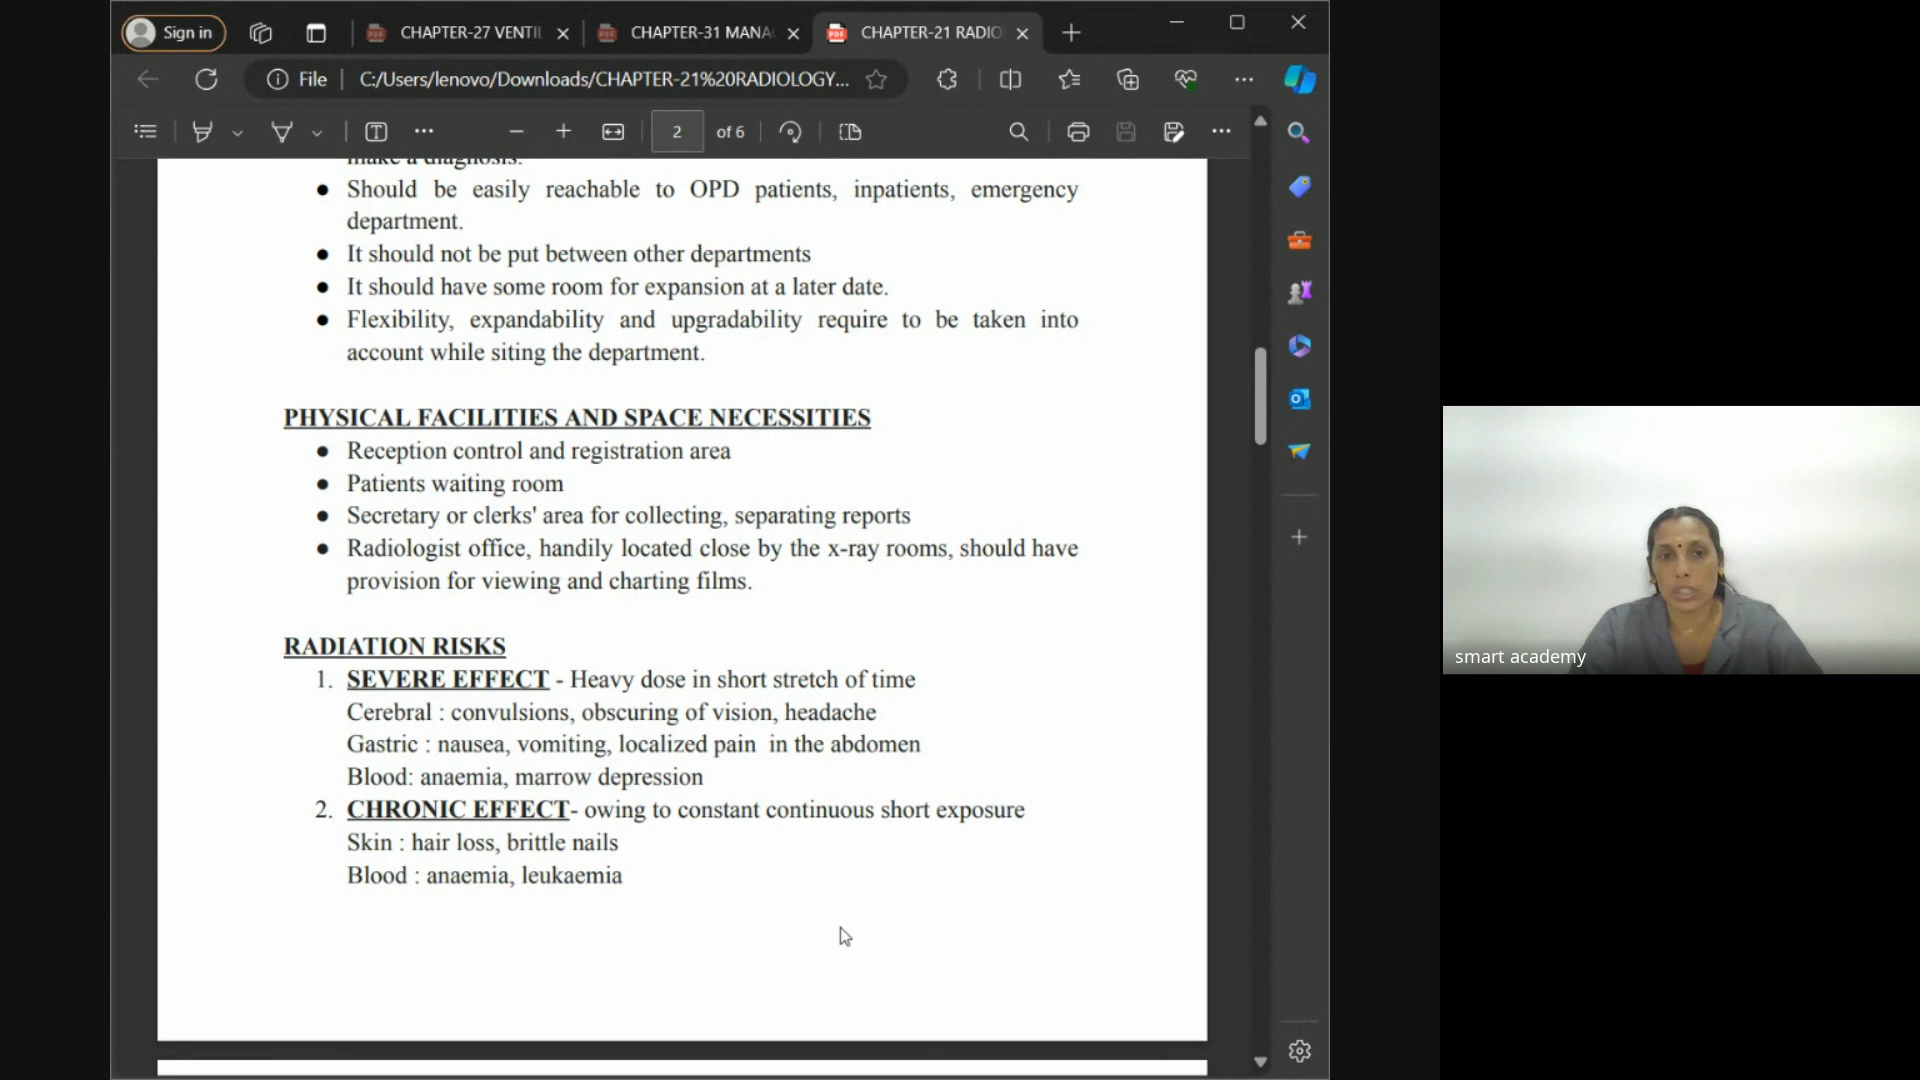 Sign in
CHAPTER-27 VENTIL
CHAPTER-31 MANA
CHAPTER-21 RADIO
File
C:/Users/lenovo/Downloads/CHAPTER-21%20RADIOLOGY...
2 of 6
make a diagnosis.
● Should be easily reachable to OPD patients, inpatients, emergency
department.
● It should not be put between other departments
● It should have some room for expansion at a later date.
● Flexibility, expandability and upgradability require to be taken into
account while siting the department.
PHYSICAL FACILITIES AND SPACE NECESSITIES
● Reception control and registration area
● Patients waiting room
● Secretary or clerks' area for collecting, separating reports
● Radiologist office, handily located close by the x-ray rooms, should have
provision for viewing and charting films.
RADIATION RISKS
1. SEVERE EFFECT - Heavy dose in short stretch of time
Cerebral : convulsions, obscuring of vision, headache
Gastric : nausea, vomiting, localized pain in the abdomen
Blood: anaemia, marrow depression
2. CHRONIC EFFECT- owing to constant continuous short exposure
Skin : hair loss, brittle nails
Blood : anaemia, leukaemia
smart academy